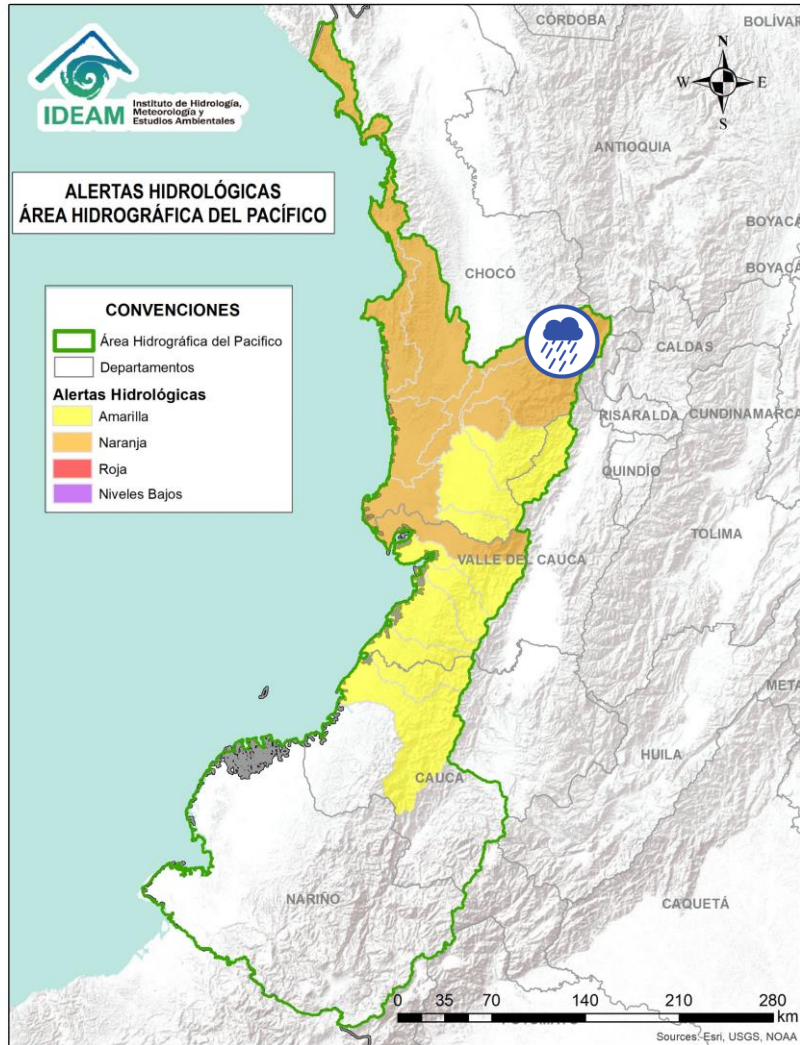 IDEAM
Instituto de Hidrología,
Meteorología y
Estudios Ambientales
ALERTAS HIDROLÓGICAS
ÁREA HIDROGRÁFICA DEL PACÍFICO
CONVENCIONES
Área Hidrográfica del Pacifico
Departamentos
Alertas Hidrológicas
Amarilla
Naranja
Roja
Niveles Bajos
CÓRDOBA
BOLÍVAR
N
W
E
S
ANTIOQUIA
BOYACÁ
CHOCÓ
BOYACÁ
CALDAS
RISARALDA
CUNDINAMARCA
QUINDÍO
TOLIMA
VALLE DEL CAUCA
META
HUILA
CAUCA
NARIÑO
CAQUETÁ
0 35 70 140 210 280
km
Sources: Esri, USGS, NOAA